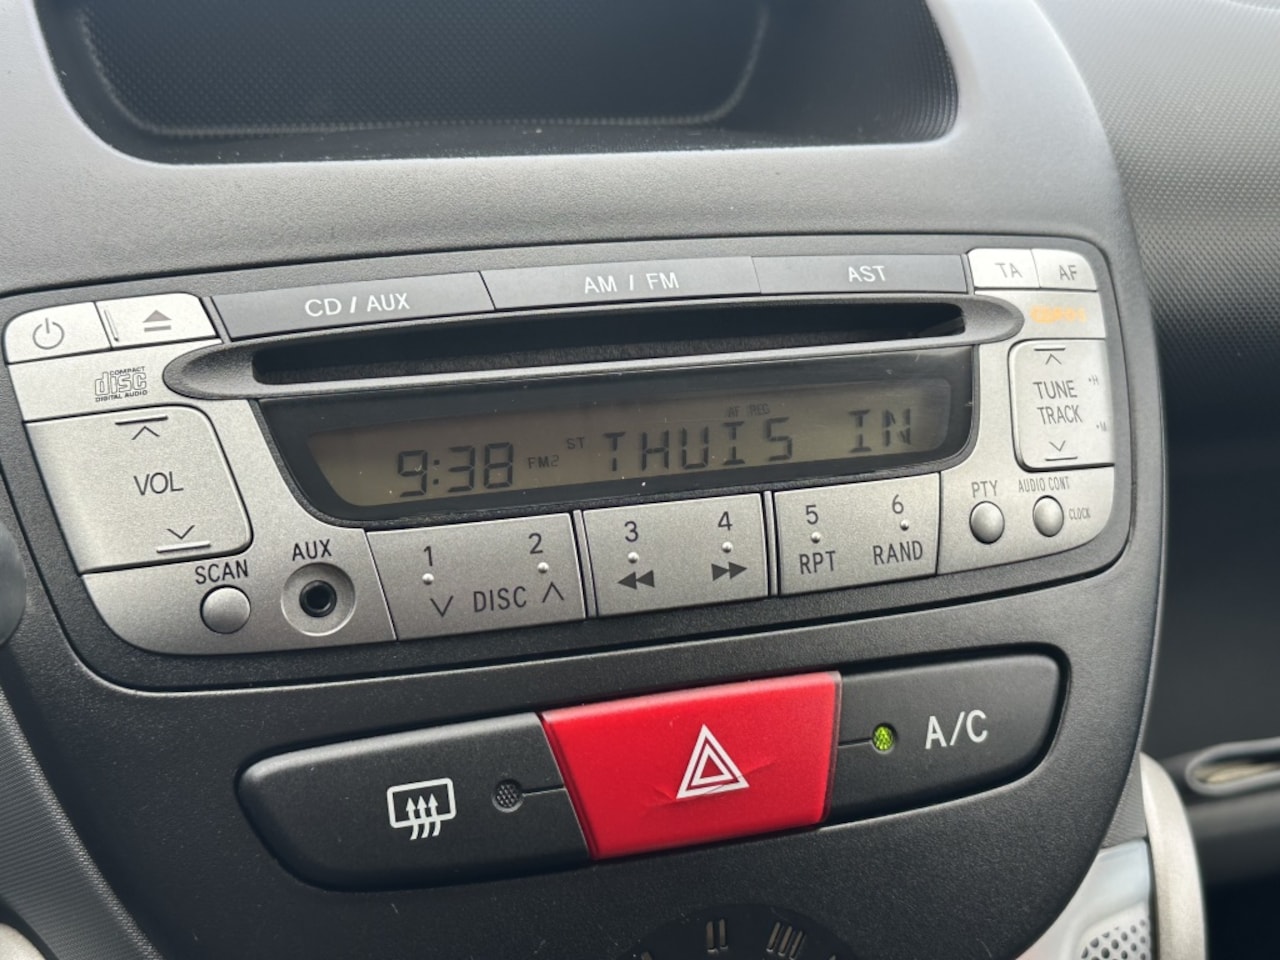 CD / AUX
AM / FM
AST
TA
AF
COMPACT
disc
DIGITAL AUDIO
VOL
SCAN
AUX
AF REG
9:38 FM2 ST THUIS IN
TUNE
TRACK
•H
•M
PTY
AUDIO CONT
CLOCK
1
2
DISC
3
4
5
RPT
6
RAND
A/C